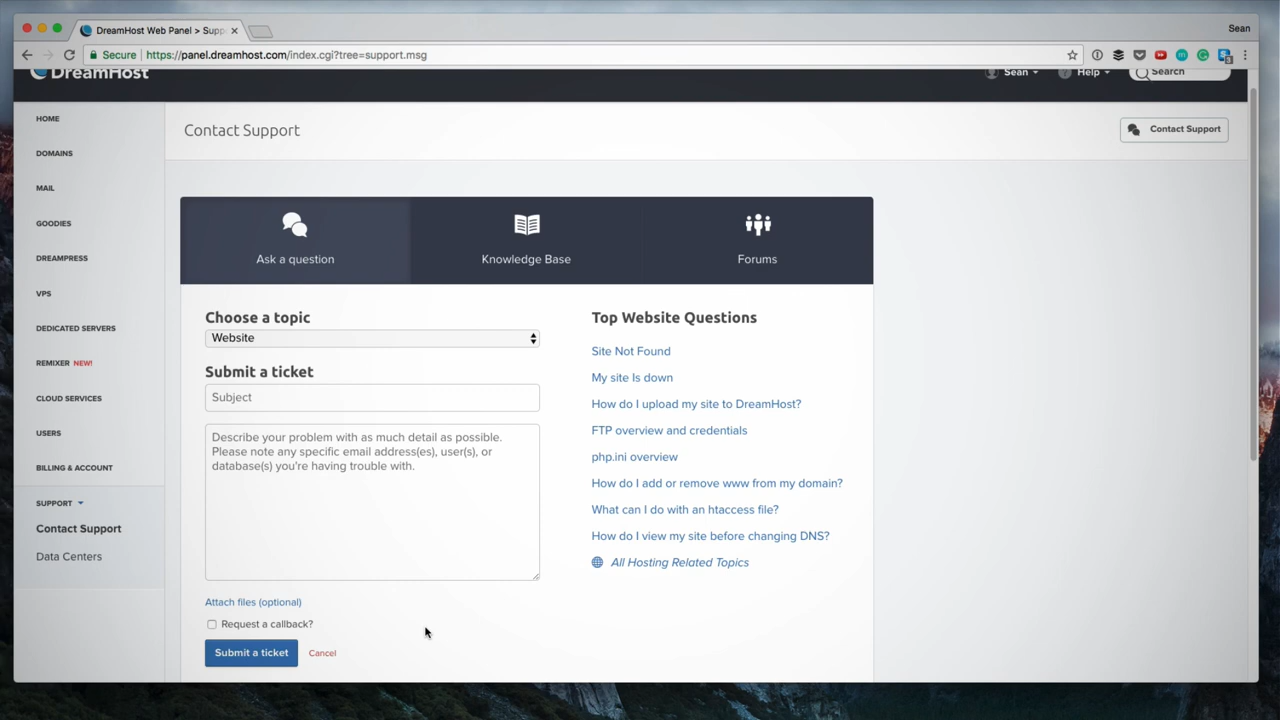 DreamHost Web Panel > Supp
Sean
Secure https://panel.dreamhost.com/index.cgi?tree=support.msg
3
DreamHost
Sean
Help
Search
HOME
DOMAINS
MAIL
GOODIES
DREAMPRESS
VPS
DEDICATED SERVERS
REMIXER NEW!
CLOUD SERVICES
USERS
BILLING & ACCOUNT
SUPPORT
Contact Support
Data Centers
Contact Support
Contact Support
Ask a question
Knowledge Base
Forums
Choose a topic
Website
Submit a ticket
Subject
Describe your problem with as much detail as possible.
Please note any specific email address(es), user(s), or
database(s) you're having trouble with.
Attach files (optional)
Request a callback?
Submit a ticket
Cancel
Top Website Questions
Site Not Found
My site Is down
How do I upload my site to DreamHost?
FTP overview and credentials
php.ini overview
How do I add or remove www from my domain?
What can I do with an htaccess file?
How do I view my site before changing DNS?
All Hosting Related Topics